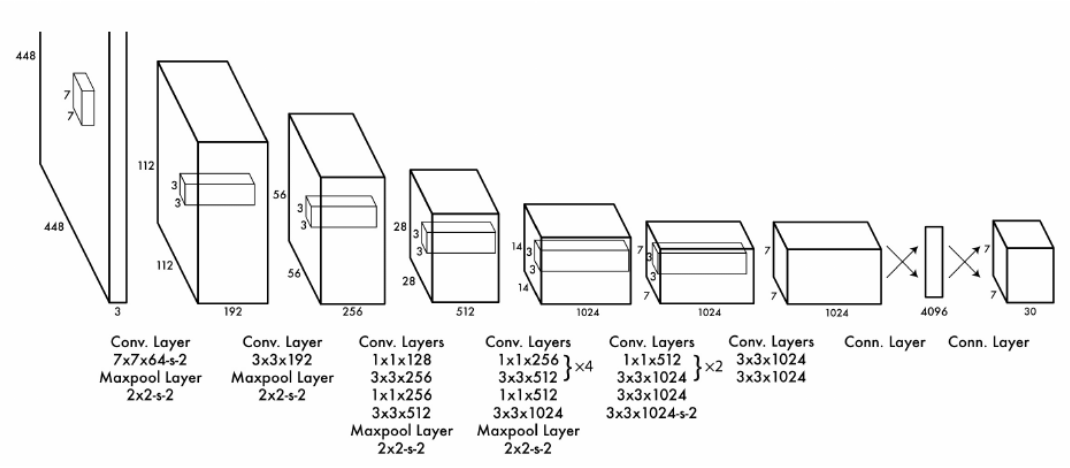 448
7
7
448
3
112
3
3
112
192
56
3
3
56
256
28
3
3
28
512
14
3
3
14
1024
7
3
3
7
1024
7
7
1024
4096
7
7
30
Conv. Layer
7x7x64-s-2
Maxpool Layer
2x2-s-2
Conv. Layer
3x3x192
Maxpool Layer
2x2-s-2
Conv. Layers
1x1x128
3x3x256
1x1x256
3x3x512
Maxpool Layer
2x2-s-2
Conv. Layers
1x1x256
3x3x512
}×4
1x1x512
3x3x1024
Maxpool Layer
2x2-s-2
Conv. Layers
1x1x512
3x3x1024
}×2
3x3x1024
3x3x1024-s-2
Conv. Layers
3x3x1024
3x3x1024
Conn. Layer
Conn. Layer